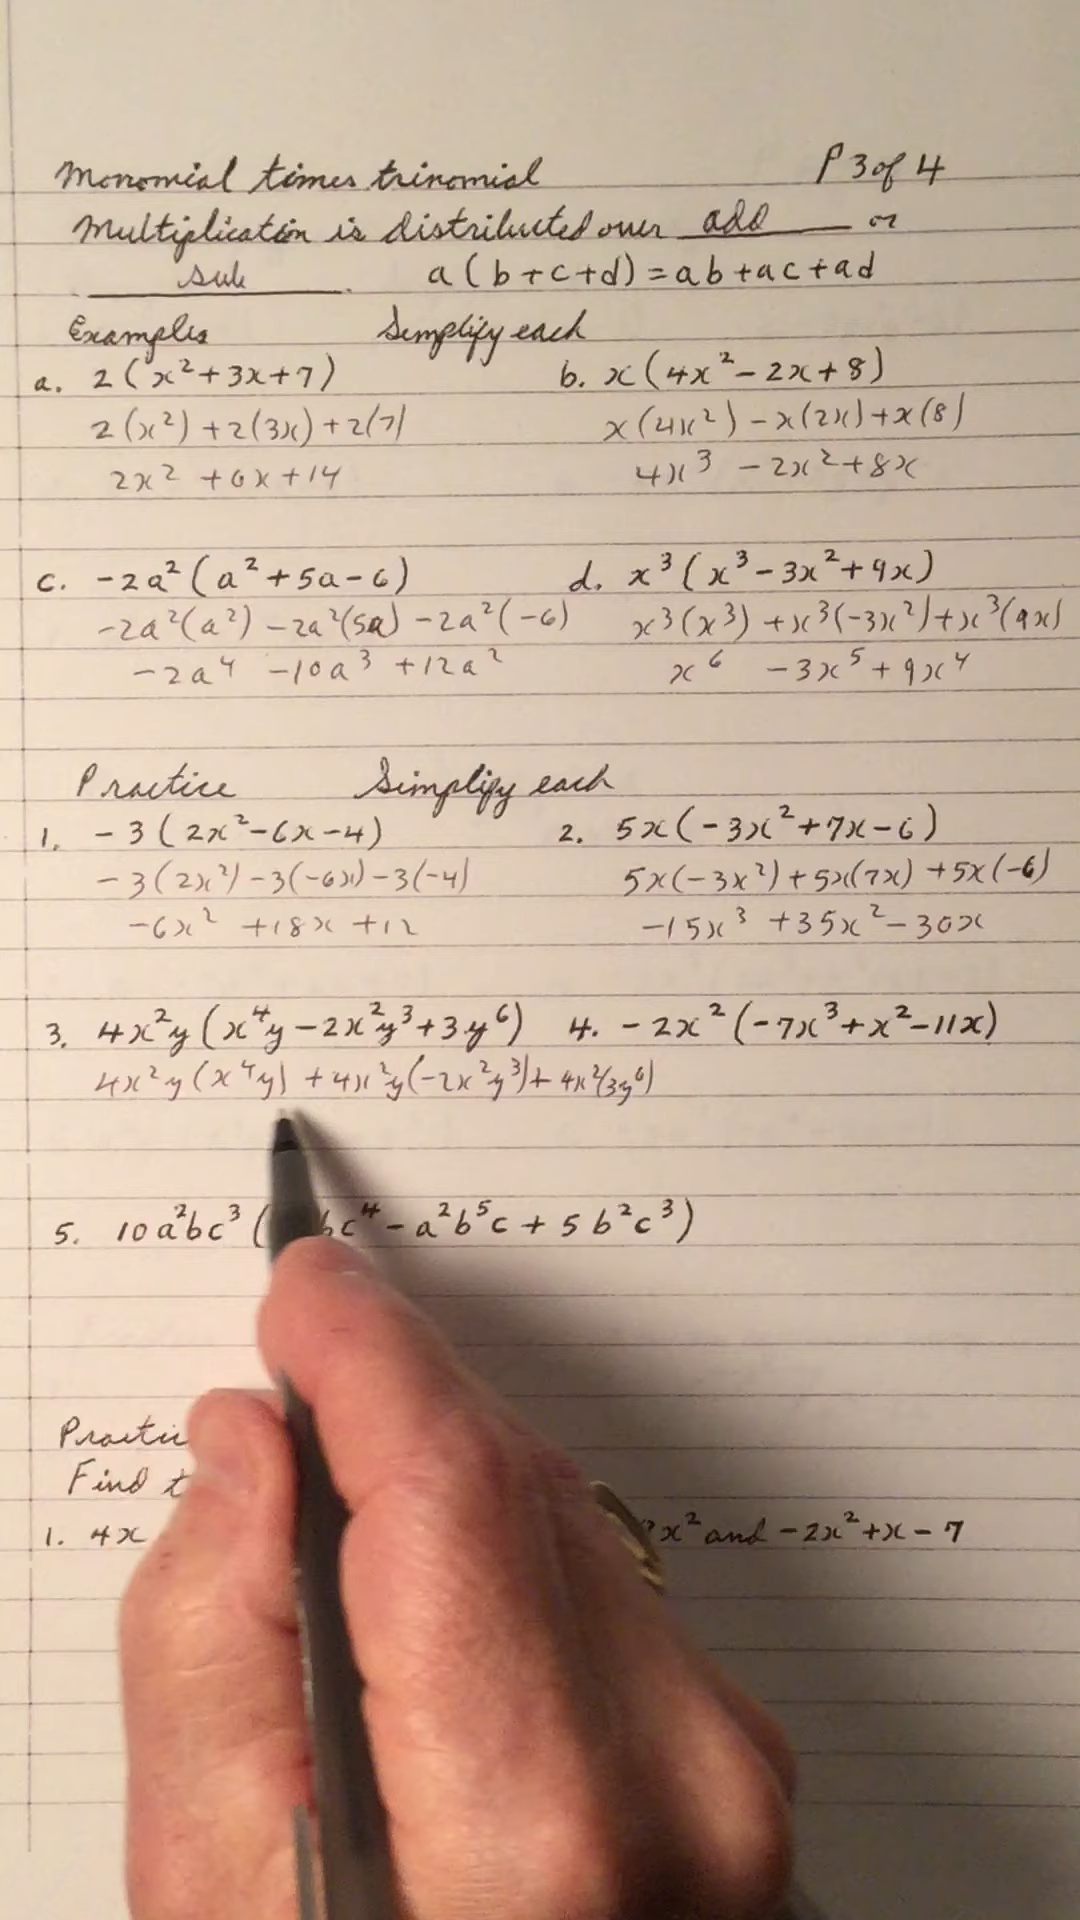 Monomial times trinomial P 3 of 4
Multiplication is distributed over add or
sub. a(b+c+d)=ab+ac+ad
Examples Simplify each
a. 2(x²+3x+7) b. x(4x²-2x+8)
2(x²)+2(3x)+2(7) x(4x²)-x(2x)+x(8)
2x²+6x+14 4x³-2x²+8x
c. -2a²(a²+5a-6) d. x³(x³-3x²+9x)
-2a²(a²)-2a²(5a)-2a²(-6) x³(x³)+x³(-3x²)+x³(9x)
-2a⁴-10a³+12a² x⁶-3x⁵+9x⁴
Practice Simplify each
1. -3(2x²-6x-4) 2. 5x(-3x²+7x-6)
-3(2x²)-3(-6x)-3(-4) 5x(-3x²)+5x(7x)+5x(-6)
-6x²+18x+12 -15x³+35x²-30x
3. 4x²y(x⁴y-2x²y³+3y⁶) 4. -2x²(-7x³+x²-11x)
4x²y(x⁴y)+4x²y(-2x²y³)+4x²(3y⁶)
5. 10a²bc³( bc⁴-a²b⁵c+5b²c³)
Find
1. 4x x² and -2x²+x-7